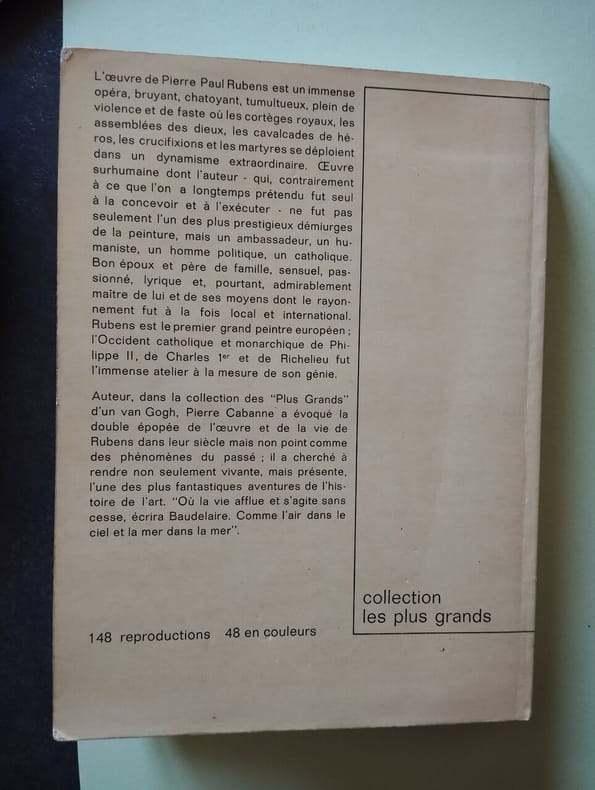 L'œuvre de Pierre Paul Rubens est un immense
opéra, bruyant, chatoyant, tumultueux, plein de
violence et de faste où les cortèges royaux, les
assemblées des dieux, les cavalcades de hé-
ros, les crucifixions et les martyres se déploient
dans un dynamisme extraordinaire. Œuvre
surhumaine dont l'auteur - qui, contrairement
à ce que l'on a longtemps prétendu fut seul
à la concevoir et à l'exécuter - ne fut pas
seulement l'un des plus prestigieux démiurges
de la peinture, mais un ambassadeur, un hu-
maniste, un homme politique, un catholique.
Bon époux et père de famille, sensuel, pas-
sionné, lyrique et, pourtant, admirablement
maître de lui et de ses moyens dont le rayon-
nement fut à la fois local et international.
Rubens est le premier grand peintre européen ;
l'Occident catholique et monarchique de Phi-
lippe II, de Charles 1er et de Richelieu fut
l'immense atelier à la mesure de son génie.
Auteur, dans la collection des "Plus Grands"
d'un van Gogh, Pierre Cabanne a évoqué la
double épopée de l'œuvre et de la vie de
Rubens dans leur siècle mais non point comme
des phénomènes du passé ; il a cherché à
rendre non seulement vivante, mais présente,
l'une des plus fantastiques aventures de l'his-
toire de l'art. "Où la vie afflue et s'agite sans
cesse, écrira Baudelaire. Comme l'air dans le
ciel et la mer dans la mer".
148 reproductions 48 en couleurs
collection
les plus grands